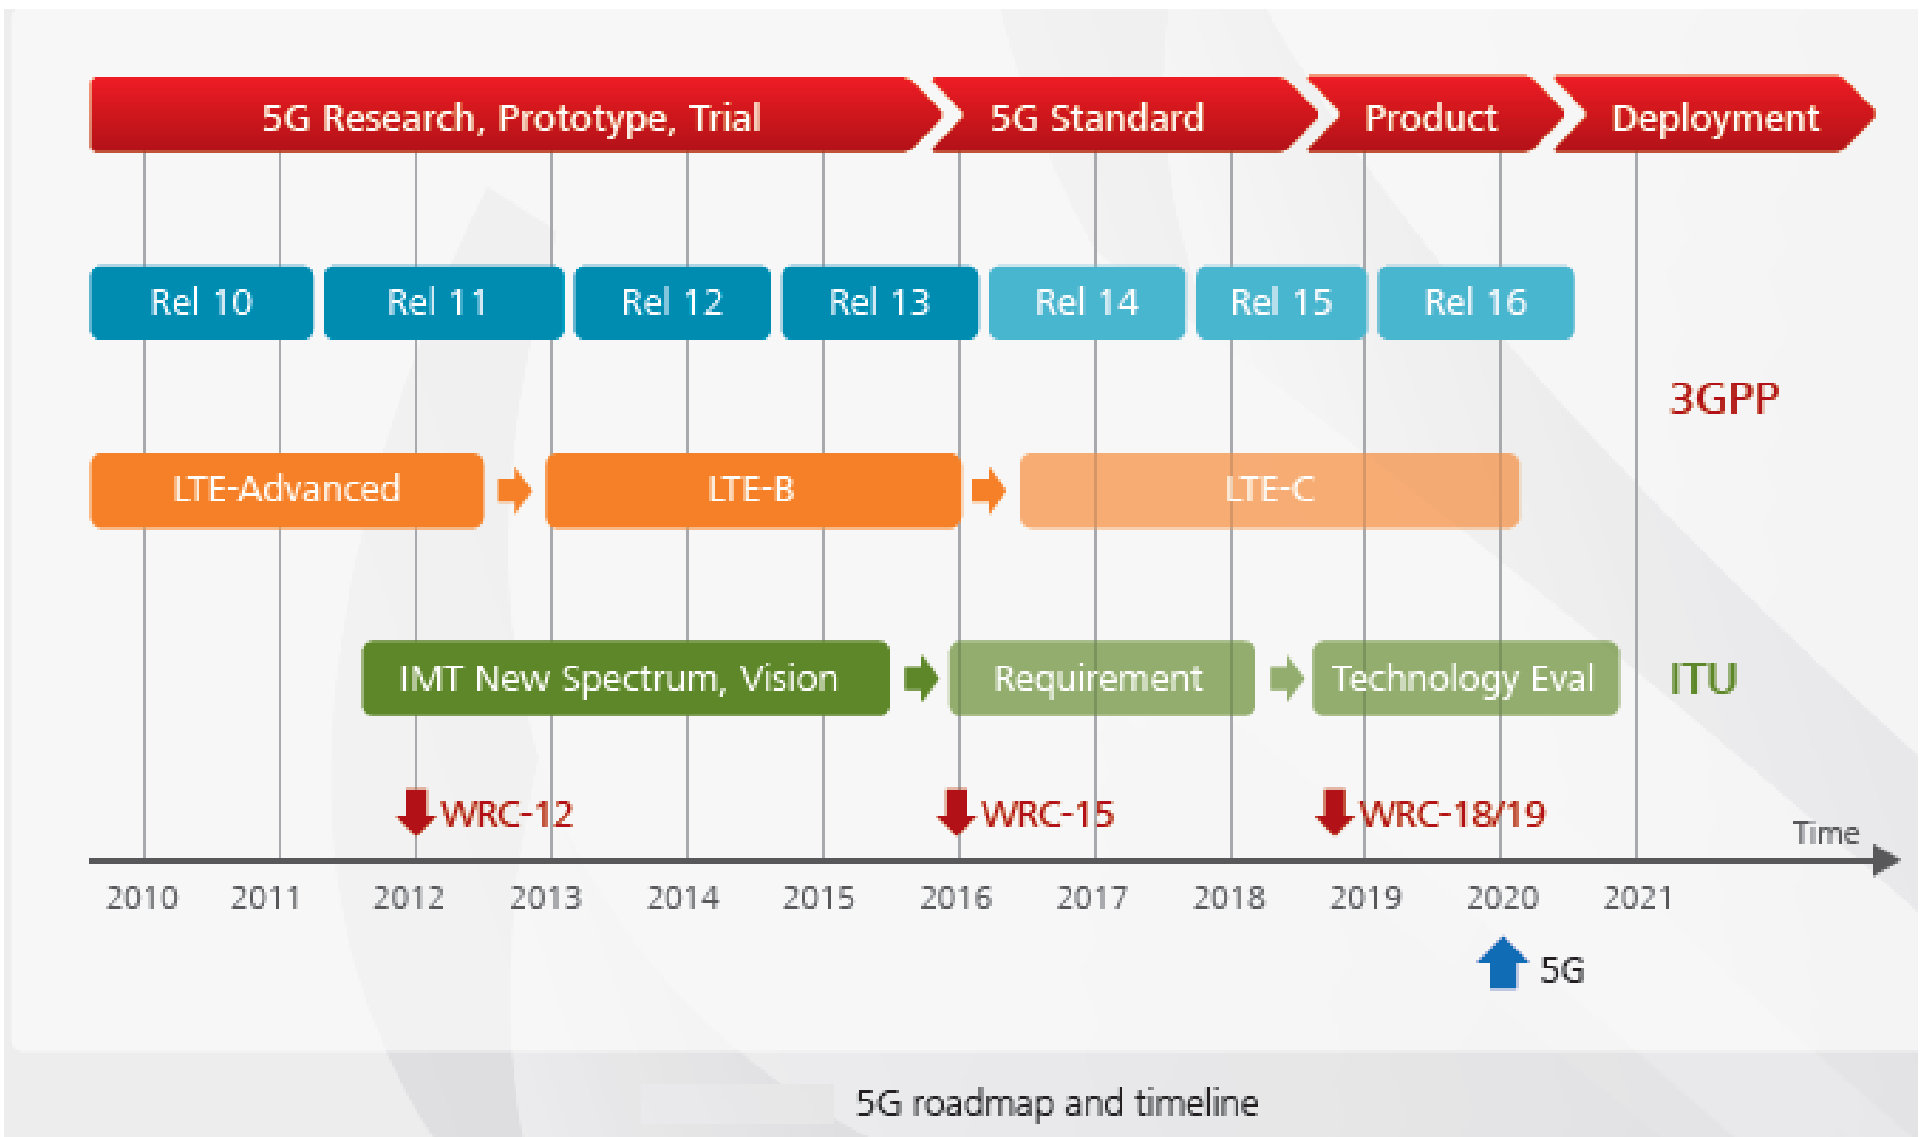 5G Research, Prototype, Trial
5G Standard
Product
Deployment
Rel 10
Rel 11
Rel 12
Rel 13
Rel 14
Rel 15
Rel 16
3GPP
LTE-Advanced
LTE-B
LTE-C
IMT New Spectrum, Vision
Requirement
Technology Eval
ITU
WRC-12
WRC-15
WRC-18/19
Time
2010
2011
2012
2013
2014
2015
2016
2017
2018
2019
2020
2021
5G
5G roadmap and timeline